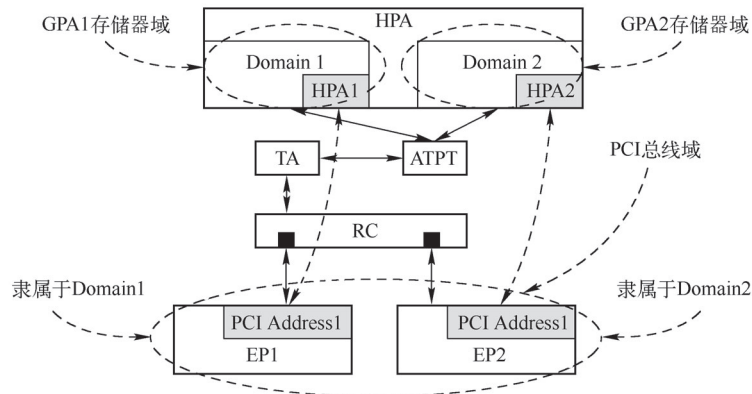 HPA
GPA1存储器域
GPA2存储器域
Domain 1
Domain 2
HPA1
HPA2
TA
ATPT
PCI总线域
RC
隶属于Domain1
隶属于Domain2
PCI Address1
PCI Address1
EP1
EP2